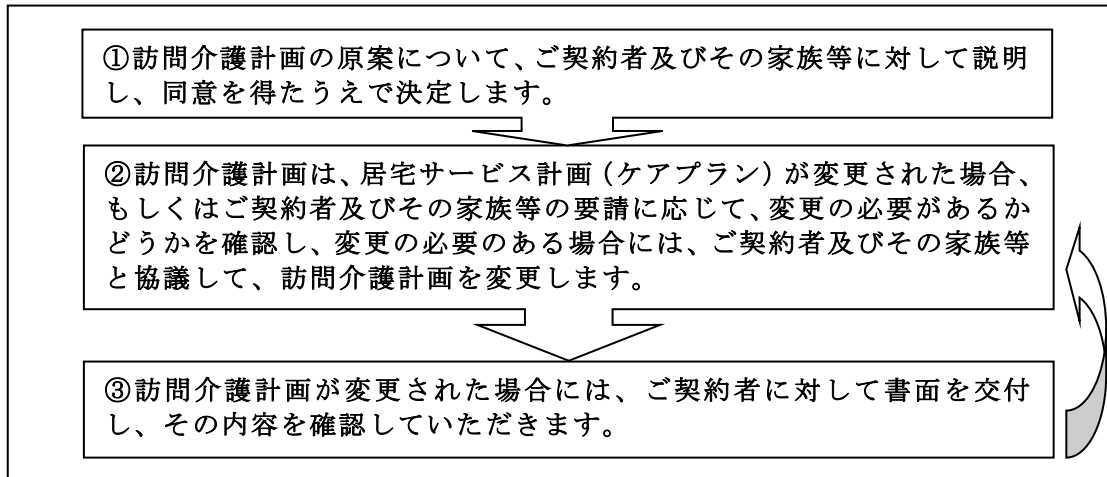 ①訪問介護計画の原案について、ご契約者及びその家族等に対して説明
し、同意を得たうえで決定します。
②訪問介護計画は、居宅サービス計画(ケアプラン)が変更された場合、
もしくはご契約者及びその家族等の要請に応じて、変更の必要があるか
どうかを確認し、変更の必要のある場合には、ご契約者及びその家族等
と協議して、訪問介護計画を変更します。
③訪問介護計画が変更された場合には、ご契約者に対して書面を交付
し、その内容を確認していただきます。